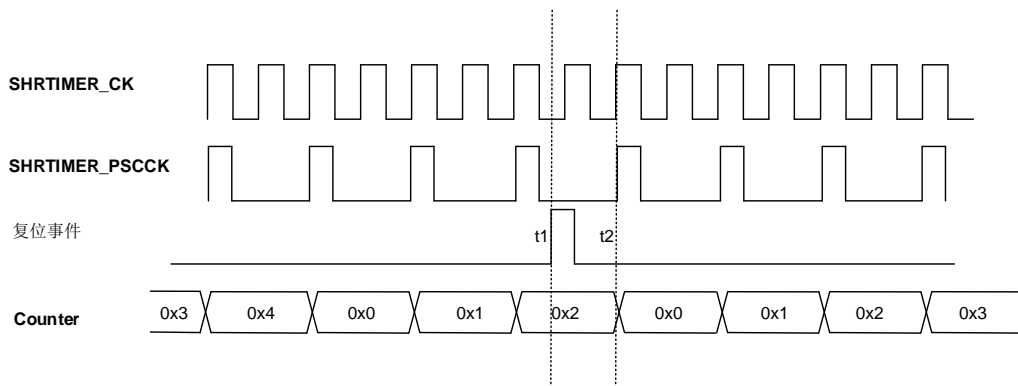 SHRTIMER_CK
SHRTIMER_PSCCK
复位事件
t1 t2
Counter 0x3 0x4 0x0 0x1 0x2 0x0 0x1 0x2 0x3